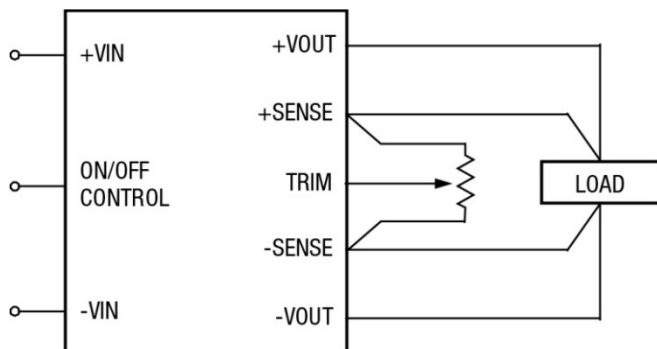 +VIN
ON/OFF
CONTROL
-VIN
+VOUT
+SENSE
TRIM
-SENSE
-VOUT
LOAD